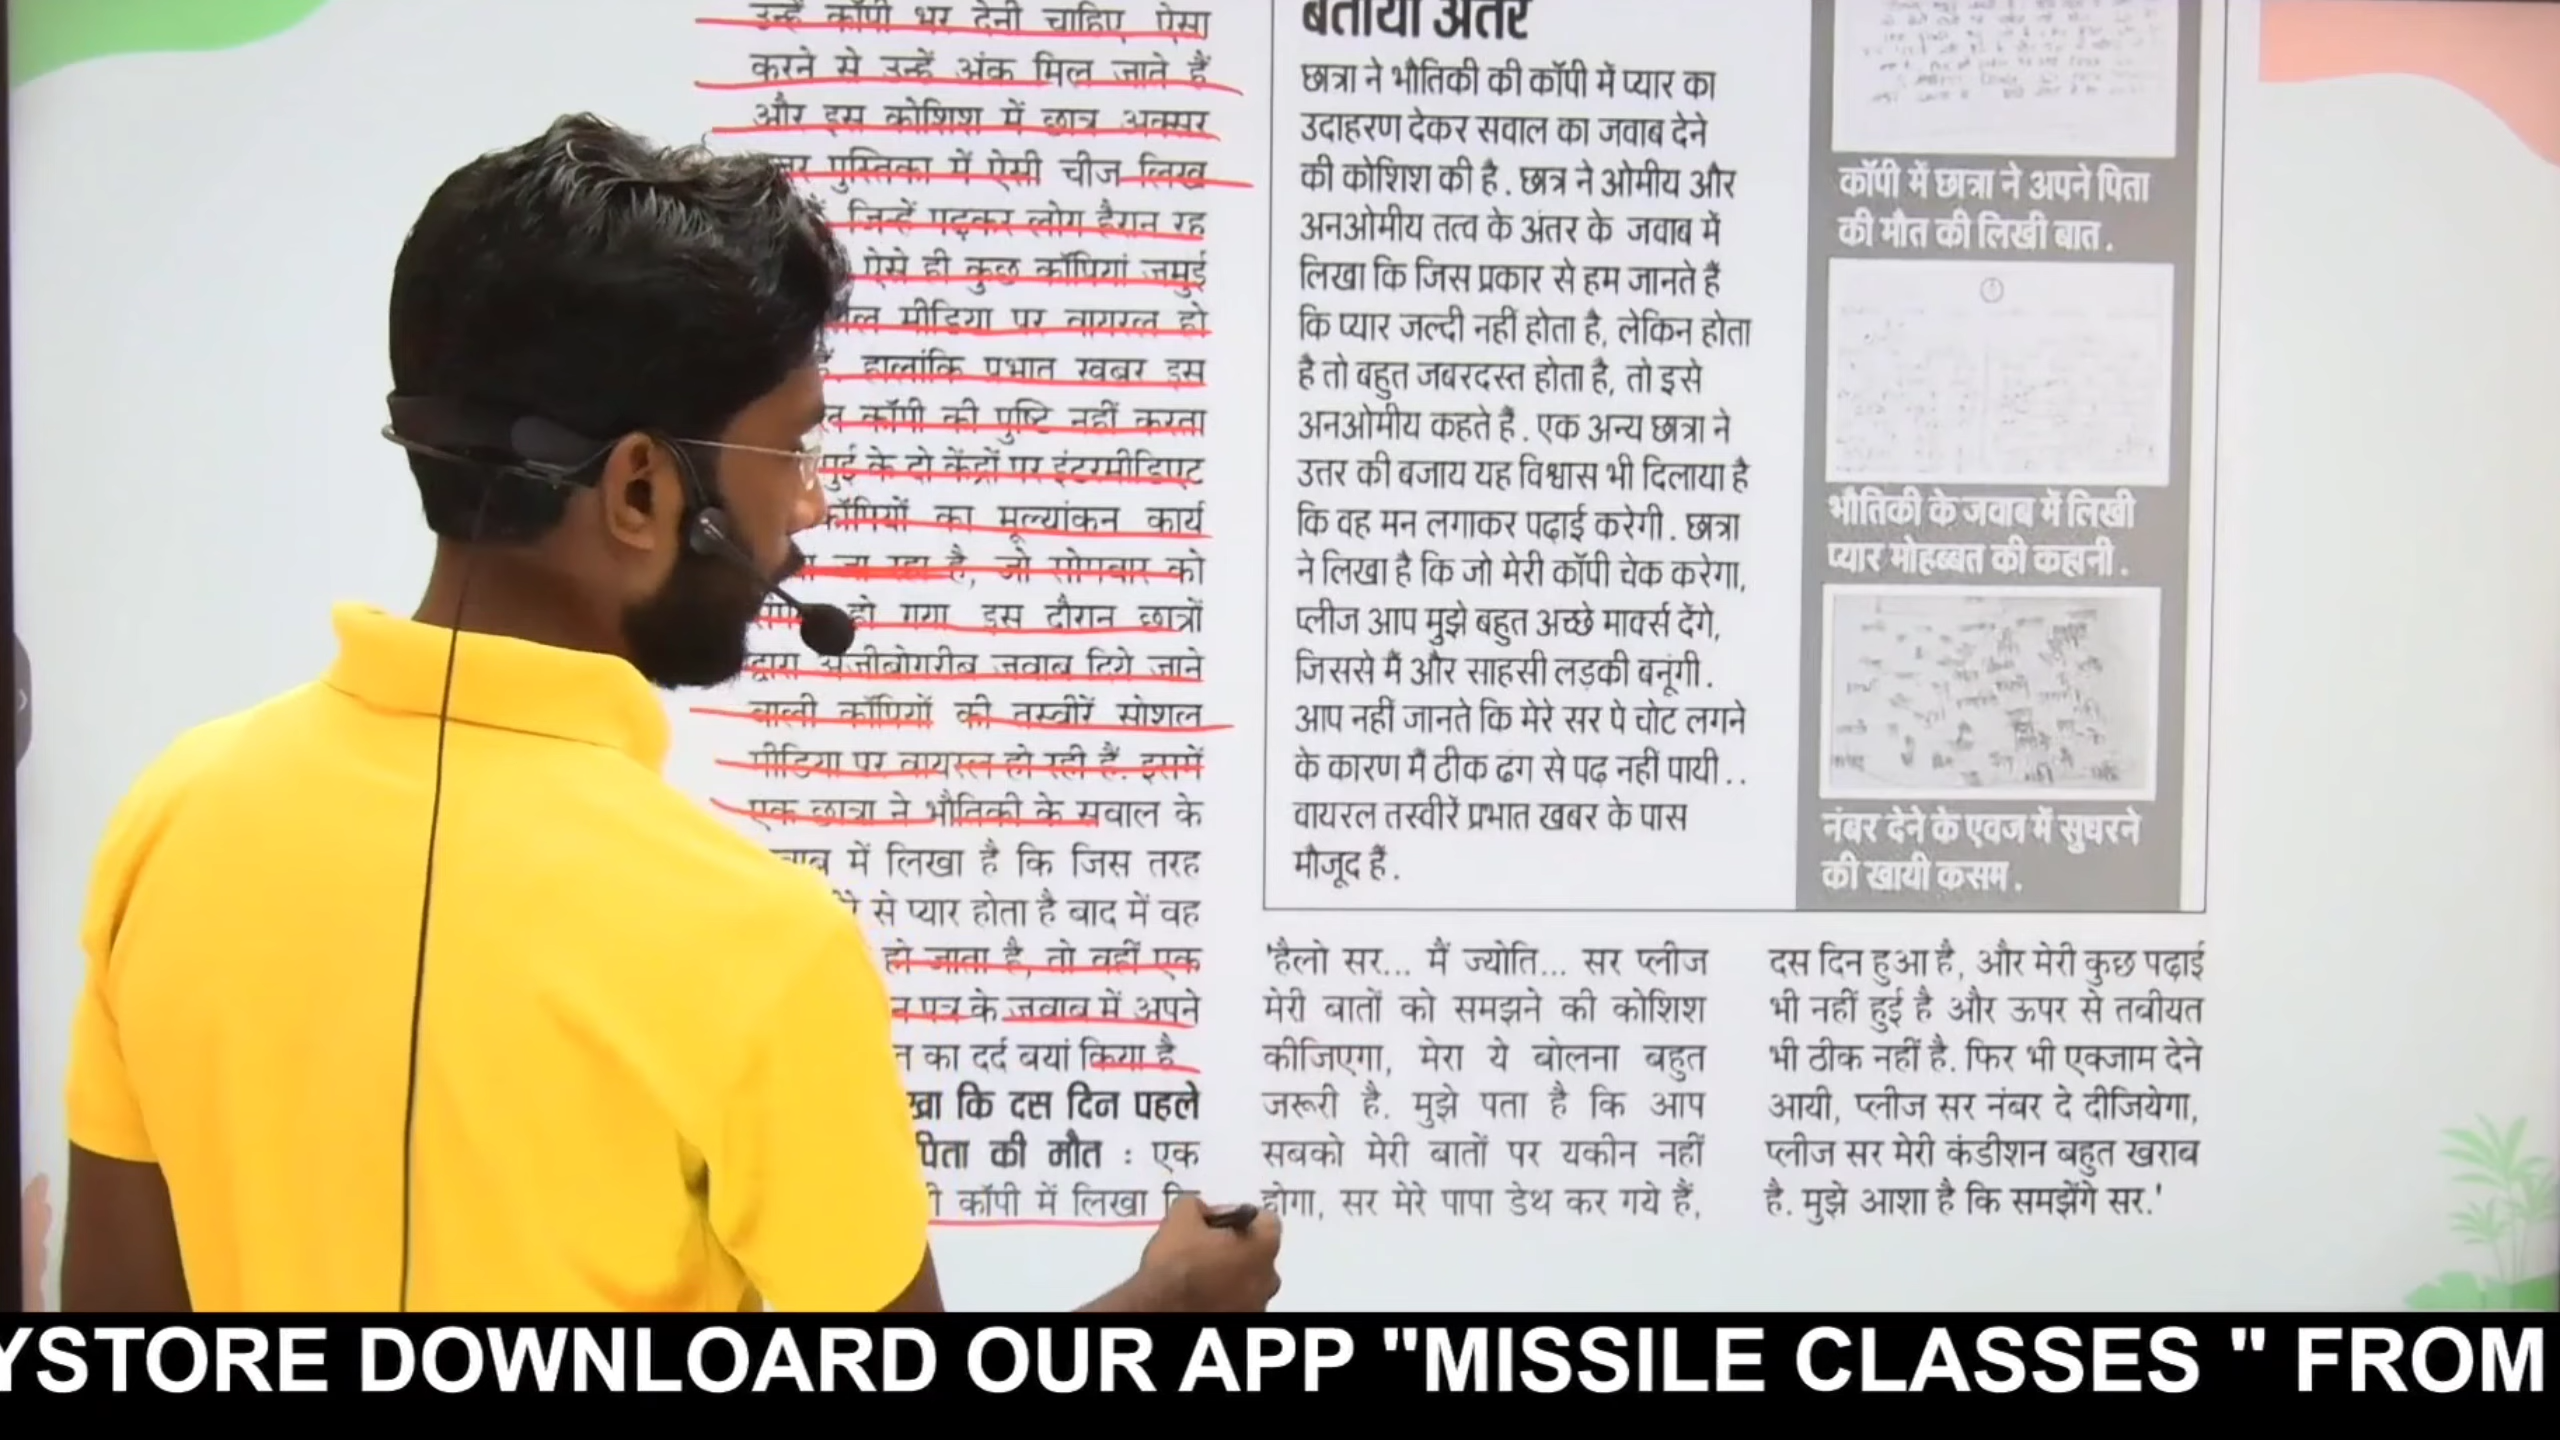 उन्हें कॉपी भर देनी चाहिए. ऐसा
करने से उन्हें अंक मिल जाते हैं
और इस कोशिश में छात्र अक्सर
पुस्तिका में ऐसी चीज लिख
जिन्हें पढ़कर लोग हैरान रह
ऐसे ही कुछ कॉपियां जमुई
मीडिया पर वायरल हो
हालांकि प्रभात खबर इस
कॉपी की पुष्टि नहीं करता
के दो केंद्रों पर इंटरमीडिएट
कॉपियों का मूल्यांकन कार्य
जा रहा है, जो सोमवार को
हो गया. इस दौरान छात्रों
द्वारा अजीबोगरीब जवाब दिये जाने
वाली कॉपियों की तस्वीरें सोशल
मीडिया पर वायरल हो रही हैं. इसमें
एक छात्रा ने भौतिकी के सवाल के
में लिखा है कि जिस तरह
से प्यार होता है बाद में वह
हो जाता है, तो वहीं एक
पत्र के जवाब में अपने
का दर्द बयां किया है
कि दस दिन पहले
पिता की मौत : एक
कॉपी में लिखा
बताया अंतर
छात्रा ने भौतिकी की कॉपी में प्यार का
उदाहरण देकर सवाल का जवाब देने
की कोशिश की है. छात्र ने ओमीय और
अनओमीय तत्व के अंतर के जवाब में
लिखा कि जिस प्रकार से हम जानते हैं
कि प्यार जल्दी नहीं होता है, लेकिन होता
है तो बहुत जबरदस्त होता है, तो इसे
अनओमीय कहते हैं. एक अन्य छात्रा ने
उतर की बजाय यह विश्वास भी दिलाया है
कि वह मन लगाकर पढाई करेगी. छात्रा
ने लिखा है कि जो मेरी कॉपी चेक करेगा,
प्लीज आप मुझे बहुत अच्छे मार्क्स देंगे,
जिससे मैं और साहसी लड़की बनूंगी.
आप नहीं जानते कि मेरे सर पे चोट लगने
के कारण मैं ठीक ढग से पढ़ नहीं पायी..
वायरल तस्वीरें प्रभात खबर के पास
मौजूद हैं.
कॉपी में छात्रा ने अपने पिता
की मौत की लिखी बात.
भौतिकी के जवाब में लिखी
प्यार मोहब्बत की कहानी.
नंबर देने के एवज में सुधरने
की खायी कसम.
'हैलो सर... मैं ज्योति... सर प्लीज
मेरी बातों को समझने की कोशिश
कीजिएगा, मेरा ये बोलना बहुत
जरूरी है. मुझे पता है कि आप
सबको मेरी बातों पर यकीन नहीं
होगा, सर मेरे पापा डेथ कर गये हैं,
दस दिन हुआ है, और मेरी कुछ पढ़ाई
भी नहीं हुई है और ऊपर से तबीयत
भी ठीक नहीं है. फिर भी एक्जाम देने
आयी, प्लीज सर नंबर दे दीजियेगा,
प्लीज सर मेरी कंडीशन बहुत खराब
है. मुझे आशा है कि समझेंगे सर.'
YSTORE DOWNLOARD OUR APP "MISSILE CLASSES " FROM